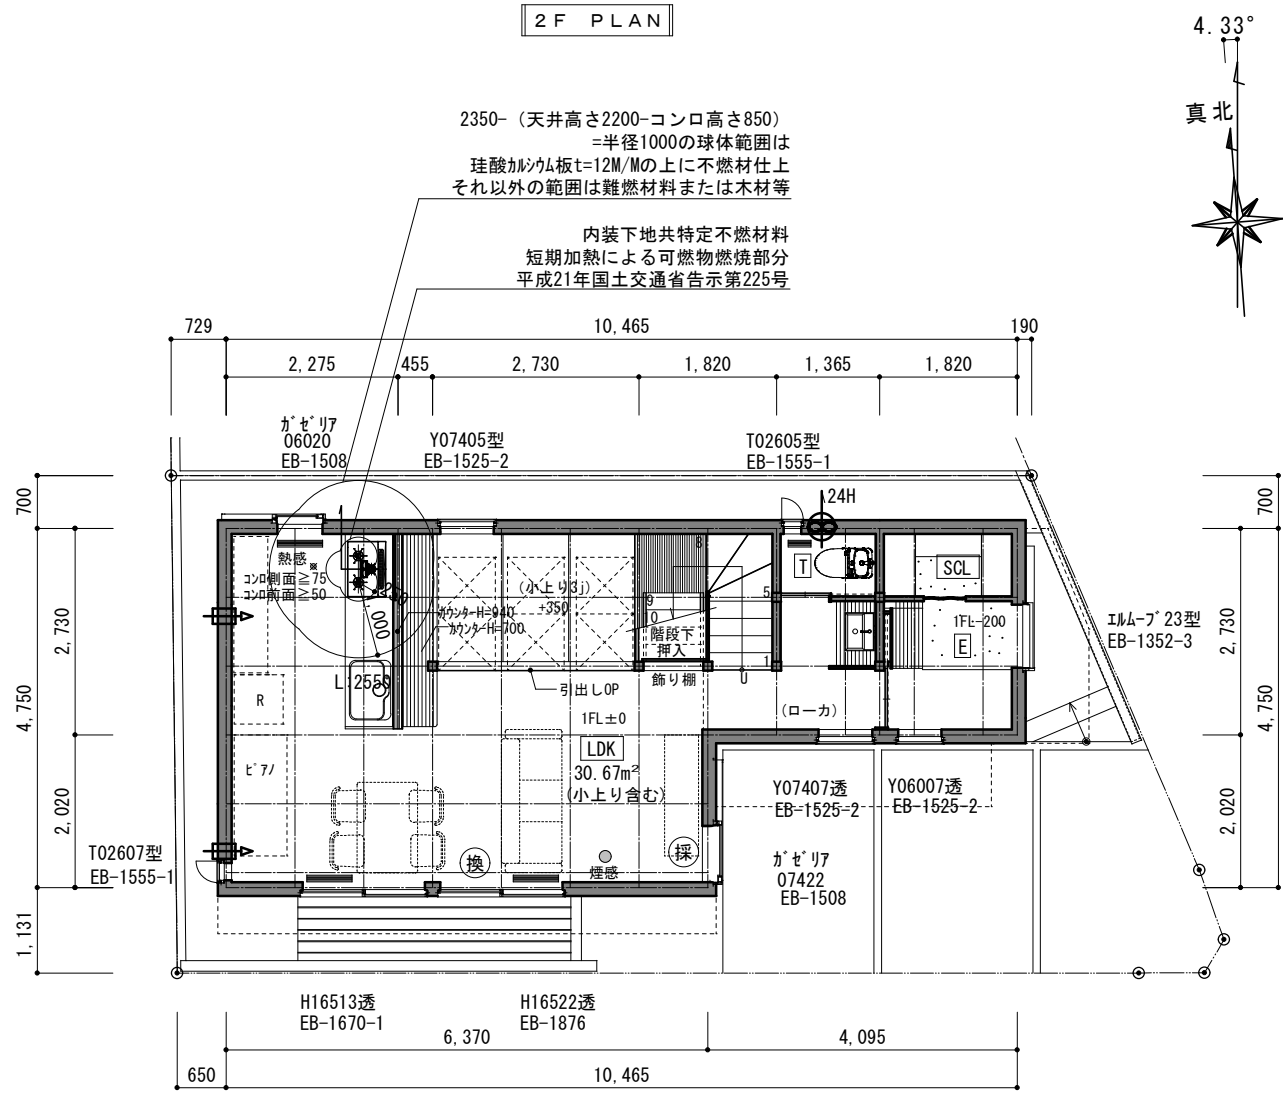 2F PLAN
4.33°
真北
2350-（天井高さ2200-コンロ高さ850）
=半径1000の球体範囲は
珪酸ｶﾙｼｳﾑ板t=12M/Mの上に不燃材仕上
それ以外の範囲は難燃材料または木材等
内装下地共特定不燃材料
短期加熱による可燃物燃焼部分
平成21年国土交通省告示第225号
729
10,465
190
2,275
455
2,730
1,820
1,365
1,820
ｶﾞｾﾞﾘｱ
06020
EB-1508
Y07405型
EB-1525-2
T02605型
EB-1555-1
24H
700
2,730
4,750
2,020
1,131
700
2,730
4,750
2,020
熱感
※
ｺﾝﾛ側面≧75
ｺﾝﾛ前面≧50
(小上り3j)
+350
ｶｳﾝﾀｰH=940
ｶｳﾝﾀｰH=700
L=2550
8
9
10
5
1
U
階段下
押入
飾り棚
引出しOP
T
SCL
1FL-200
E
ｴﾙﾑｰﾌﾞ23型
EB-1352-3
(ローカ)
R
ﾋﾟｱﾉ
1FL±0
LDK
30.67m²
(小上り含む)
換
煙感
採
Y07407透
EB-1525-2
Y06007透
EB-1525-2
ｶﾞｾﾞﾘｱ
07422
EB-1508
T02607型
EB-1555-1
H16513透
EB-1670-1
H16522透
EB-1876
6,370
4,095
650
10,465